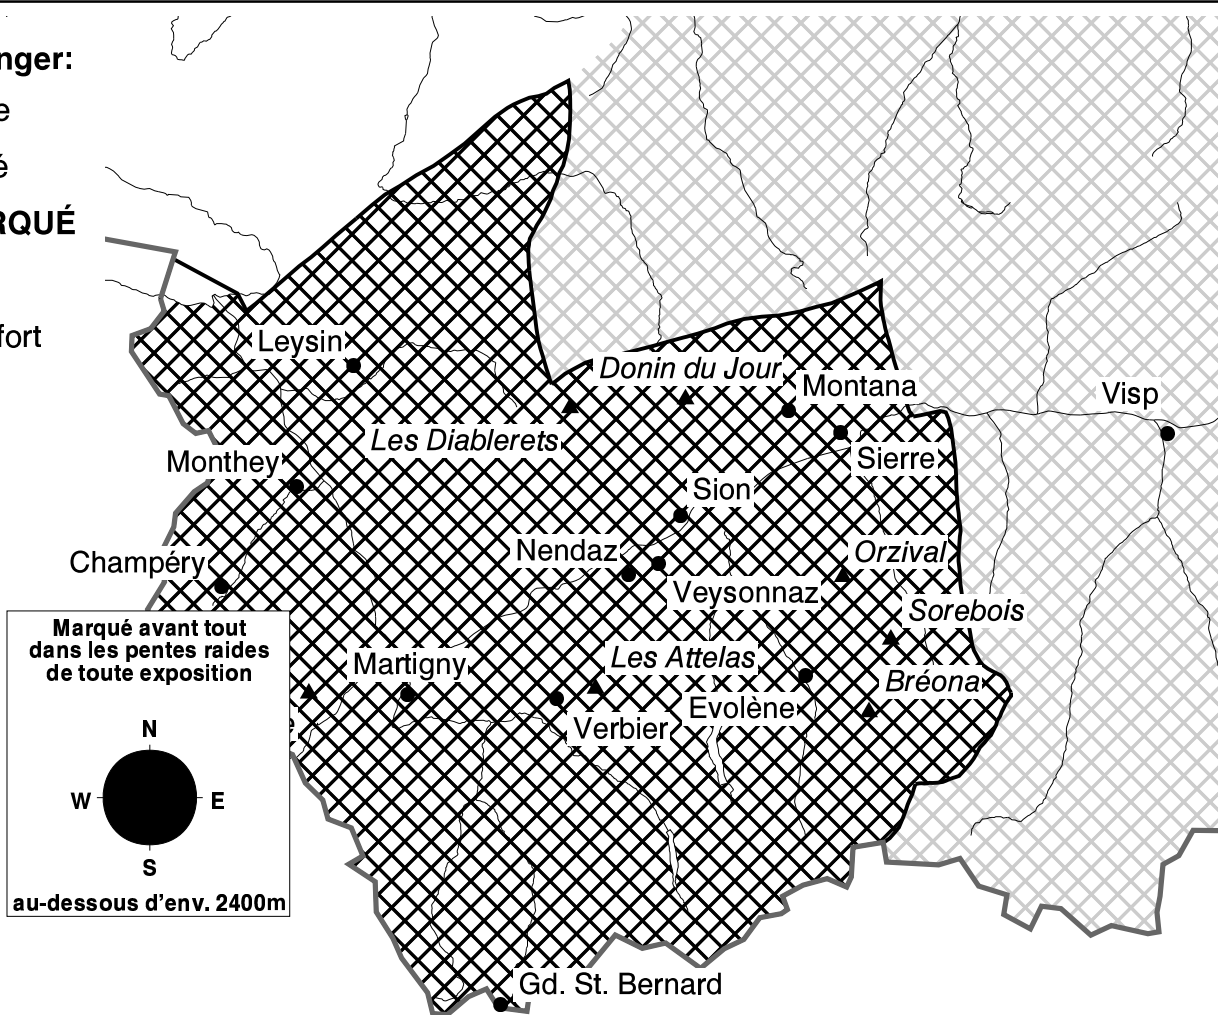 nger:
e
é
RQUÉ
fort
Leysin
Donin du Jour
Montana
Visp
Les Diablerets
Sierre
Monthey
Sion
Nendaz
Orzival
Champéry
Veysonnaz
Sorebois
Marqué avant tout
dans les pentes raides
de toute exposition
Martigny
Les Attelas
Bréona
Evolène
e
Verbier
N
W E
S
au-dessous d'env. 2400m
Gd. St. Bernard